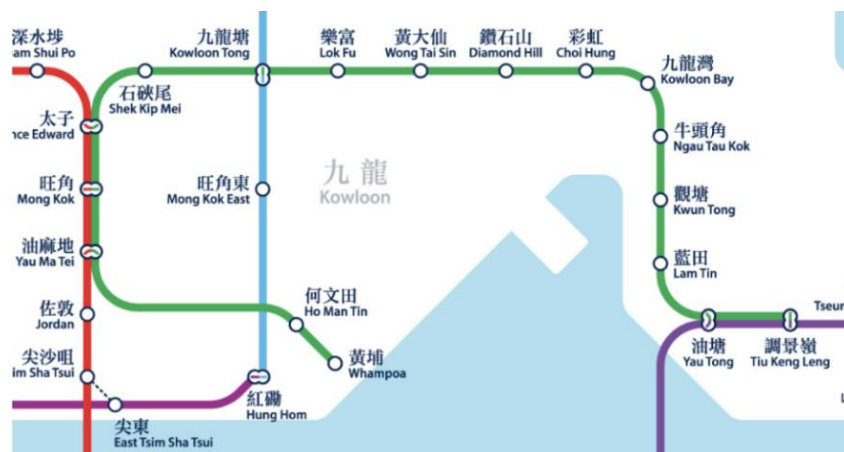 深水埗
am Shui Po
九龍塘
Kowloon Tong
樂富
Lok Fu
黃大仙
Wong Tai Sin
鑽石山
Diamond Hill
彩虹
Choi Hung
石硤尾
Shek Kip Mei
九龍灣
Kowloon Bay
太子
nce Edward
牛頭角
Ngau Tau Kok
旺角
Mong Kok
旺角東
Mong Kok East
九龍
Kowloon
觀塘
Kwun Tong
油麻地
Yau Ma Tei
藍田
Lam Tin
佐敦
Jordan
何文田
Ho Man Tin
Tseun
尖沙咀
im Sha Tsui
黃埔
Whampoa
油塘
Yau Tong
調景嶺
Tiu Keng Leng
紅磡
Hung Hom
尖東
East Tsim Sha Tsui